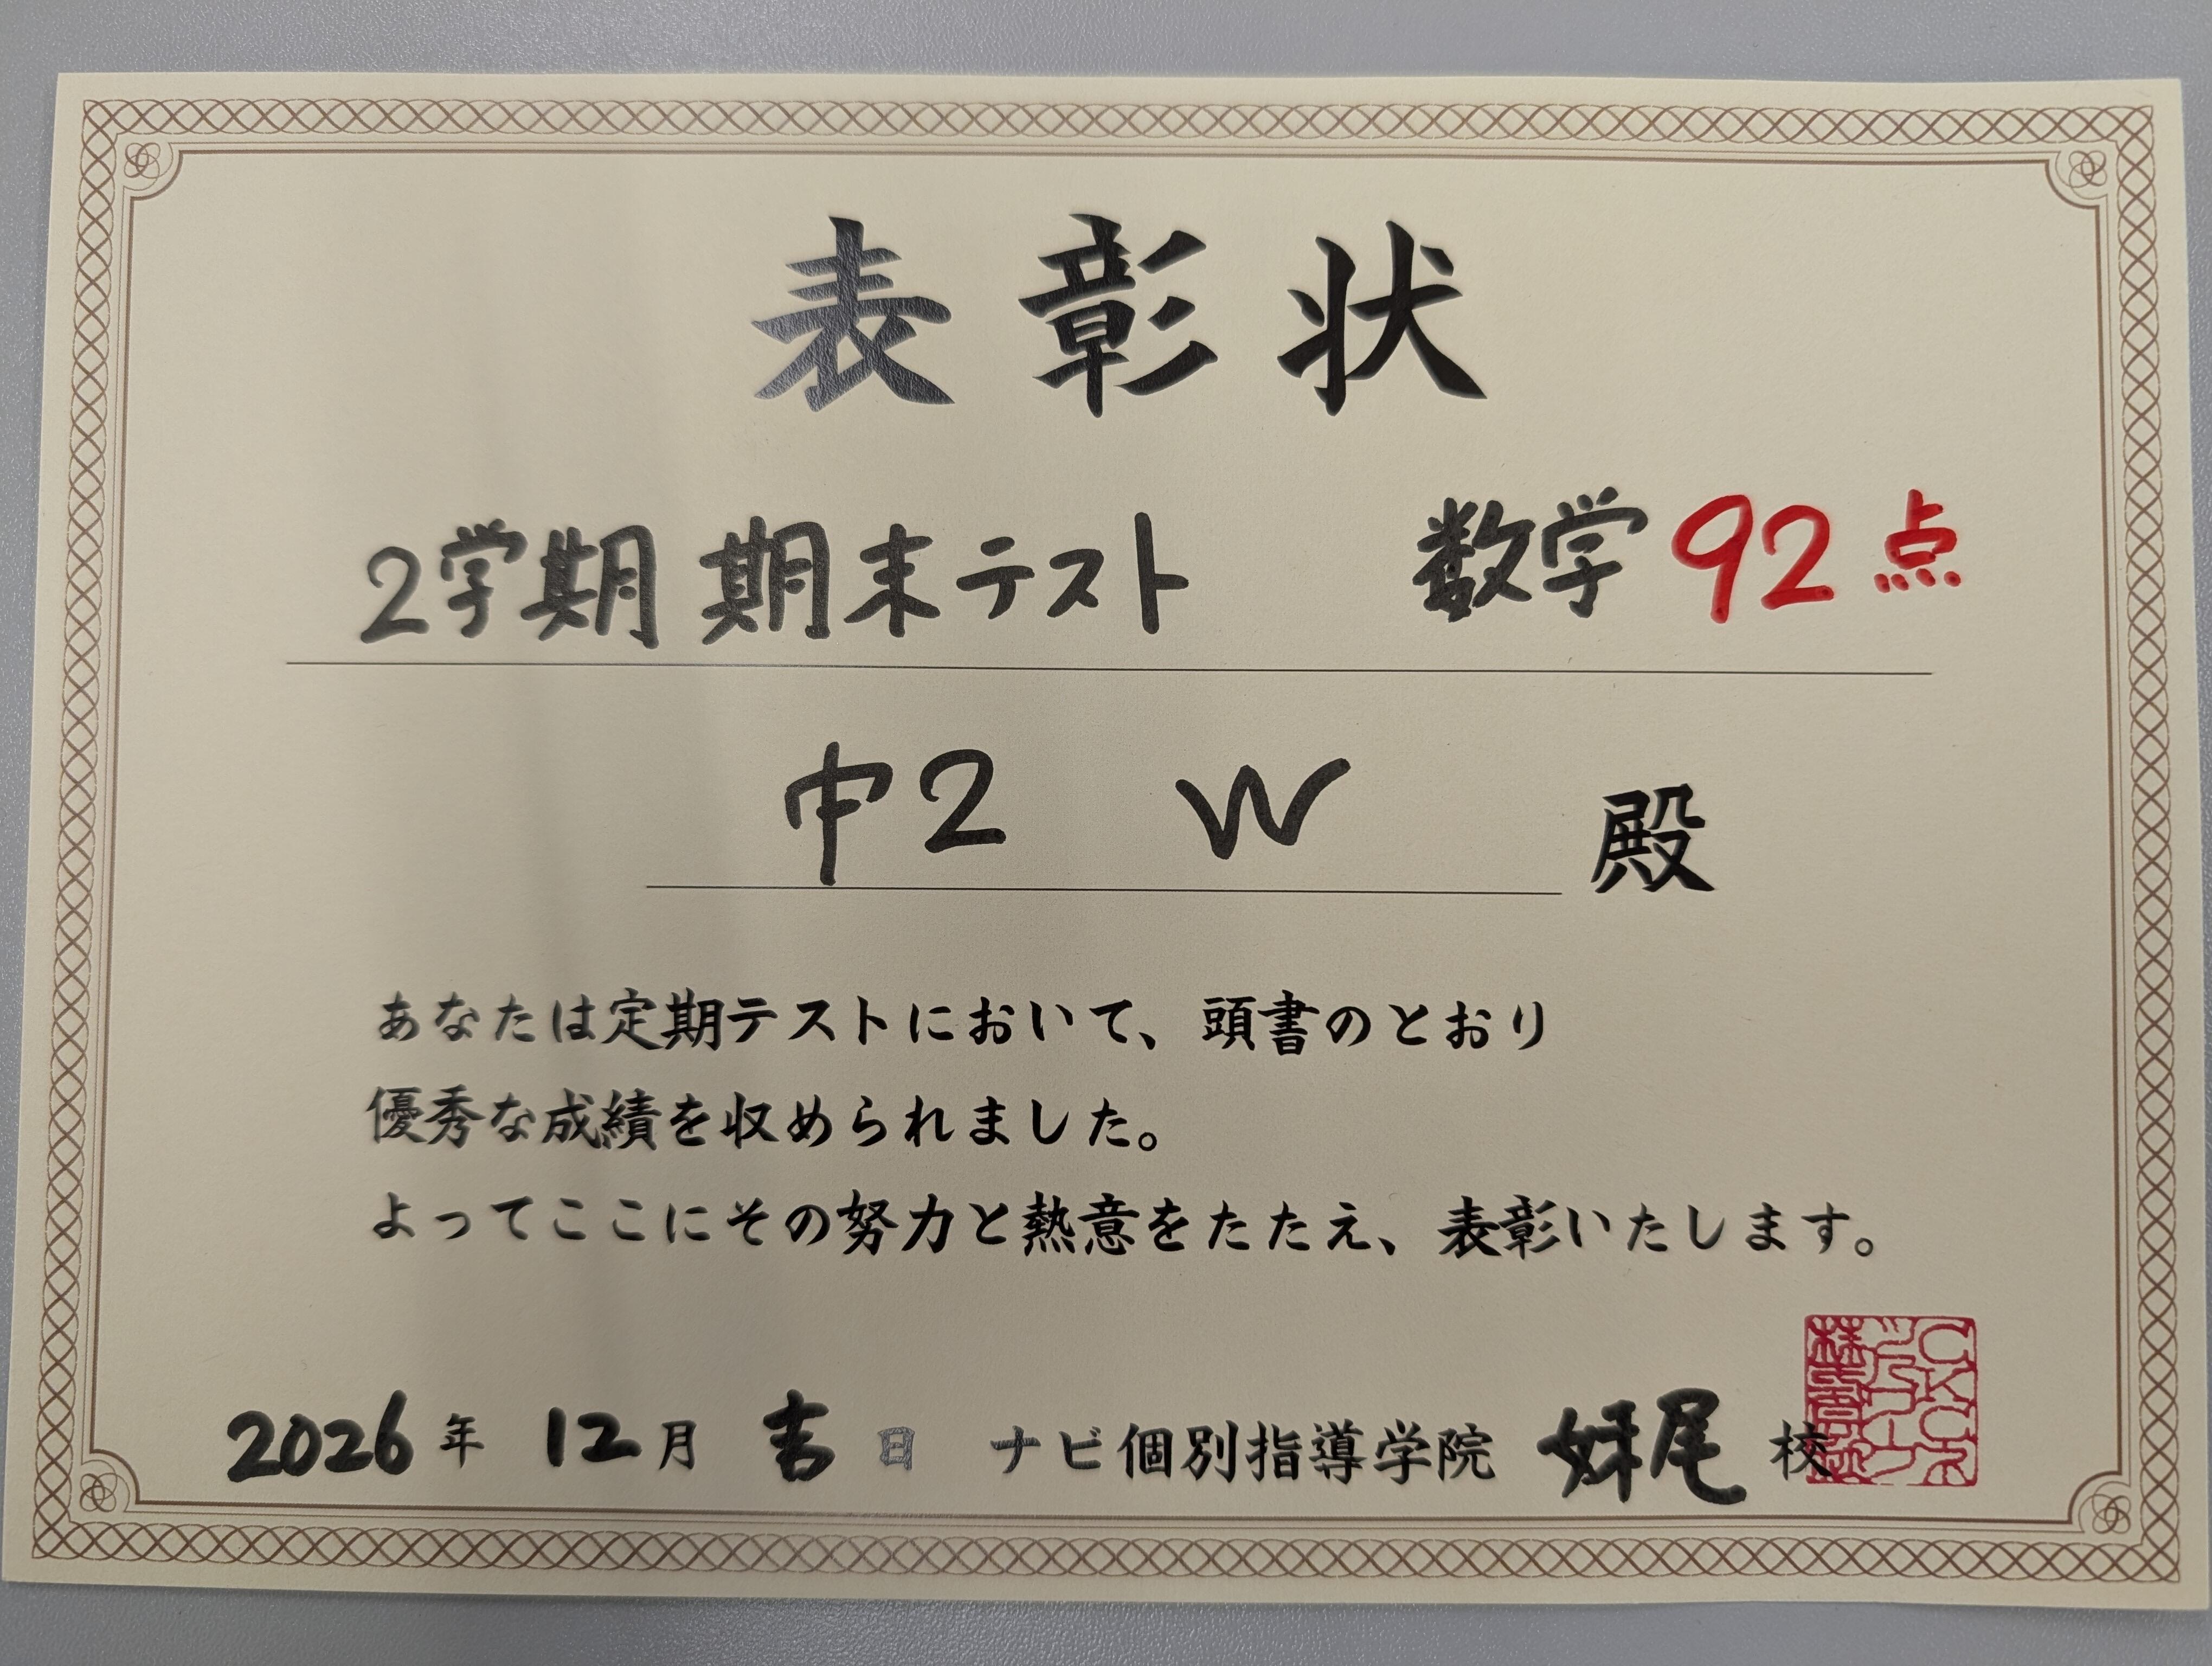 表彰状
2学期 期末テスト 数学 92点
中2 W 殿
あなたは定期テストにおいて、頭書のとおり
優秀な成績を収められました。
よってここにその努力と熱意をたたえ、表彰いたします。
2026年 12月 吉日 ナビ個別指導学院 妹尾 校